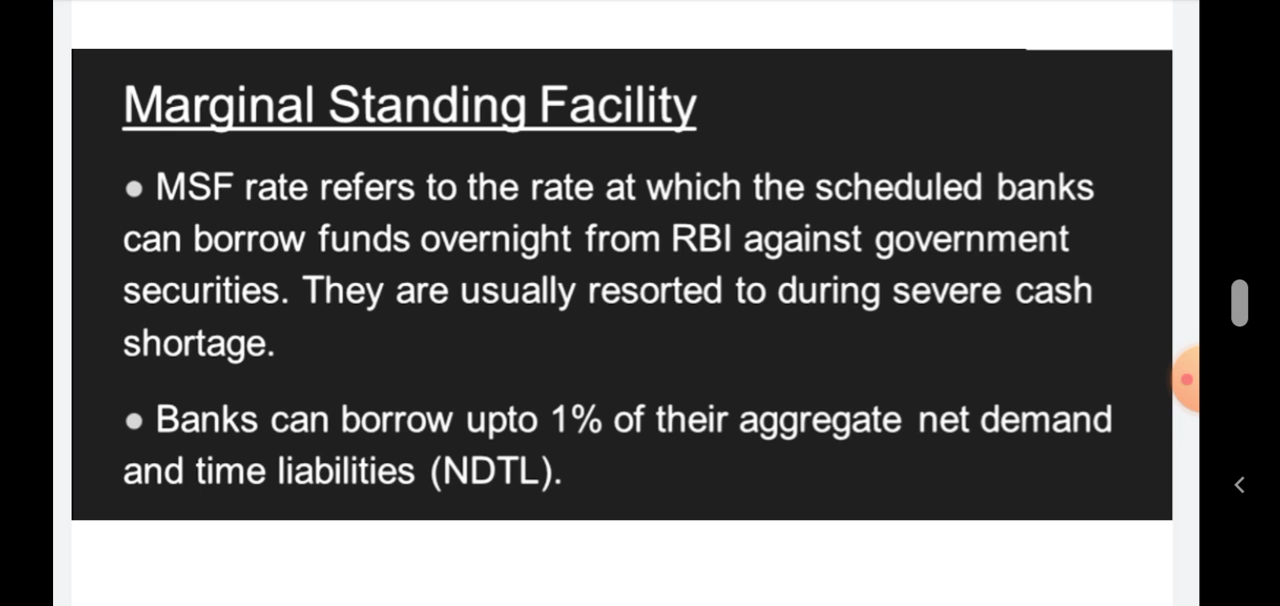 Marginal Standing Facility
● MSF rate refers to the rate at which the scheduled banks
can borrow funds overnight from RBI against government
securities. They are usually resorted to during severe cash
shortage.
● Banks can borrow upto 1% of their aggregate net demand
and time liabilities (NDTL).